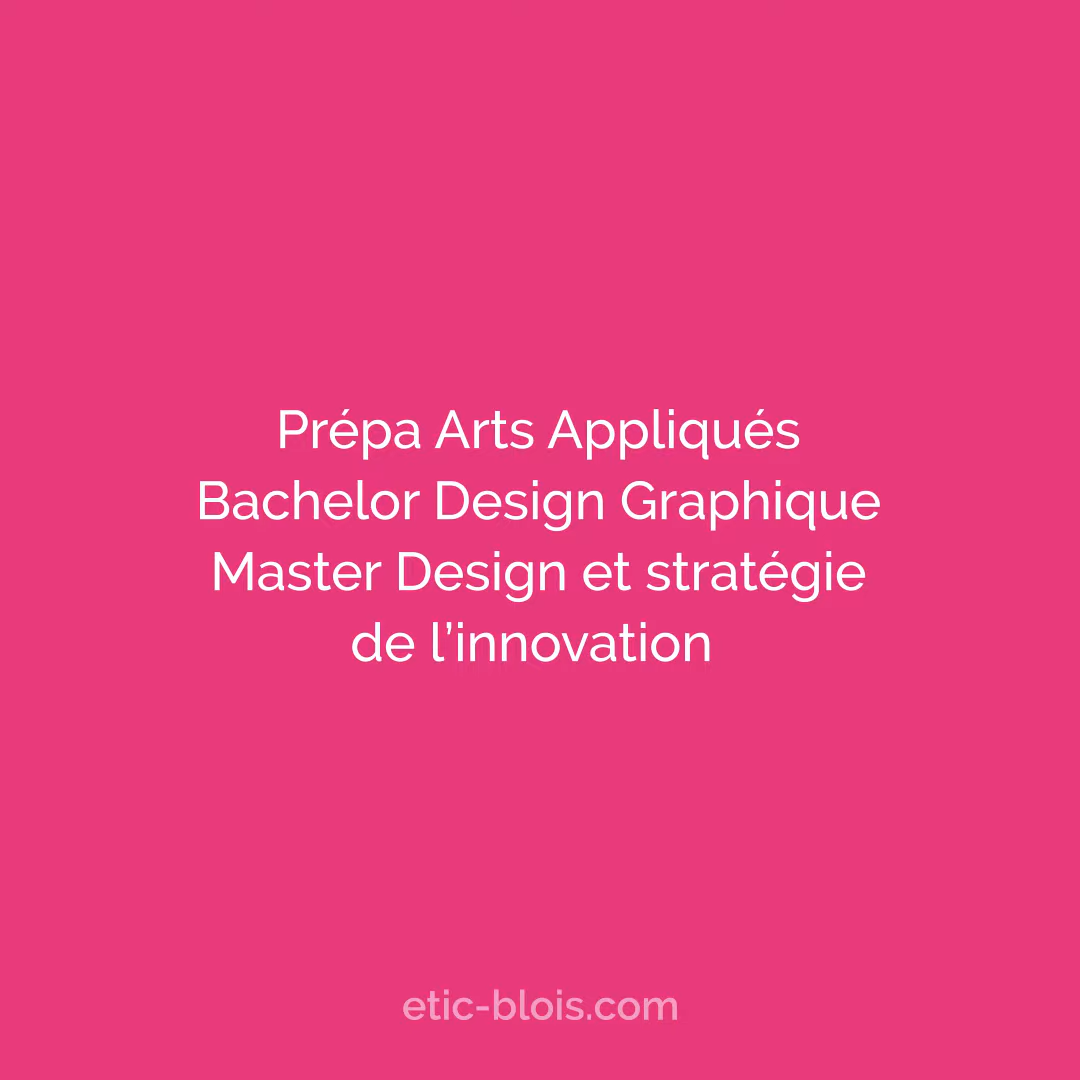 Prépa Arts Appliqués
Bachelor Design Graphique
Master Design et stratégie
de l’innovation
etic-blois.com